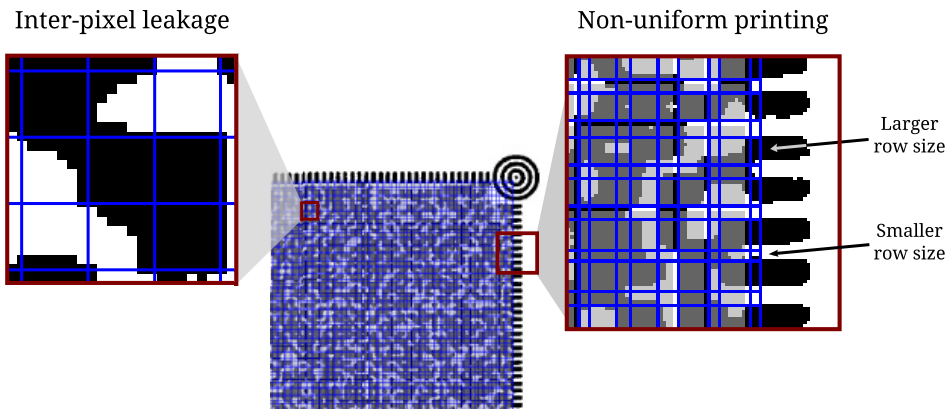 Inter-pixel leakage
Non-uniform printing
Larger
row size
Smaller
row size